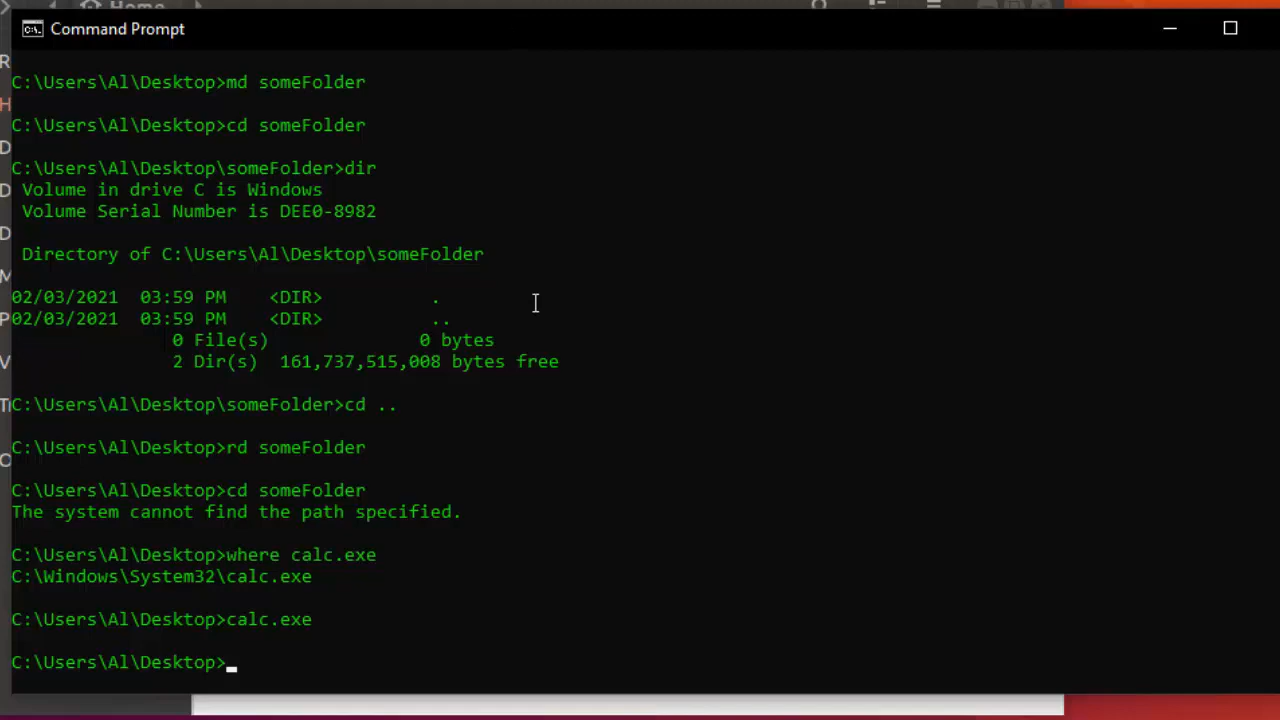 Home
Command Prompt
C:\Users\Al\Desktop>md someFolder
C:\Users\Al\Desktop>cd someFolder
C:\Users\Al\Desktop\someFolder>dir
Volume in drive C is Windows
Volume Serial Number is DEE0-8982
Directory of C:\Users\Al\Desktop\someFolder
02/03/2021  03:59 PM    <DIR>          .
02/03/2021  03:59 PM    <DIR>          ..
0 File(s)              0 bytes
2 Dir(s)  161,737,515,008 bytes free
C:\Users\Al\Desktop\someFolder>cd ..
C:\Users\Al\Desktop>rd someFolder
C:\Users\Al\Desktop>cd someFolder
The system cannot find the path specified.
C:\Users\Al\Desktop>where calc.exe
C:\Windows\System32\calc.exe
C:\Users\Al\Desktop>calc.exe
C:\Users\Al\Desktop>